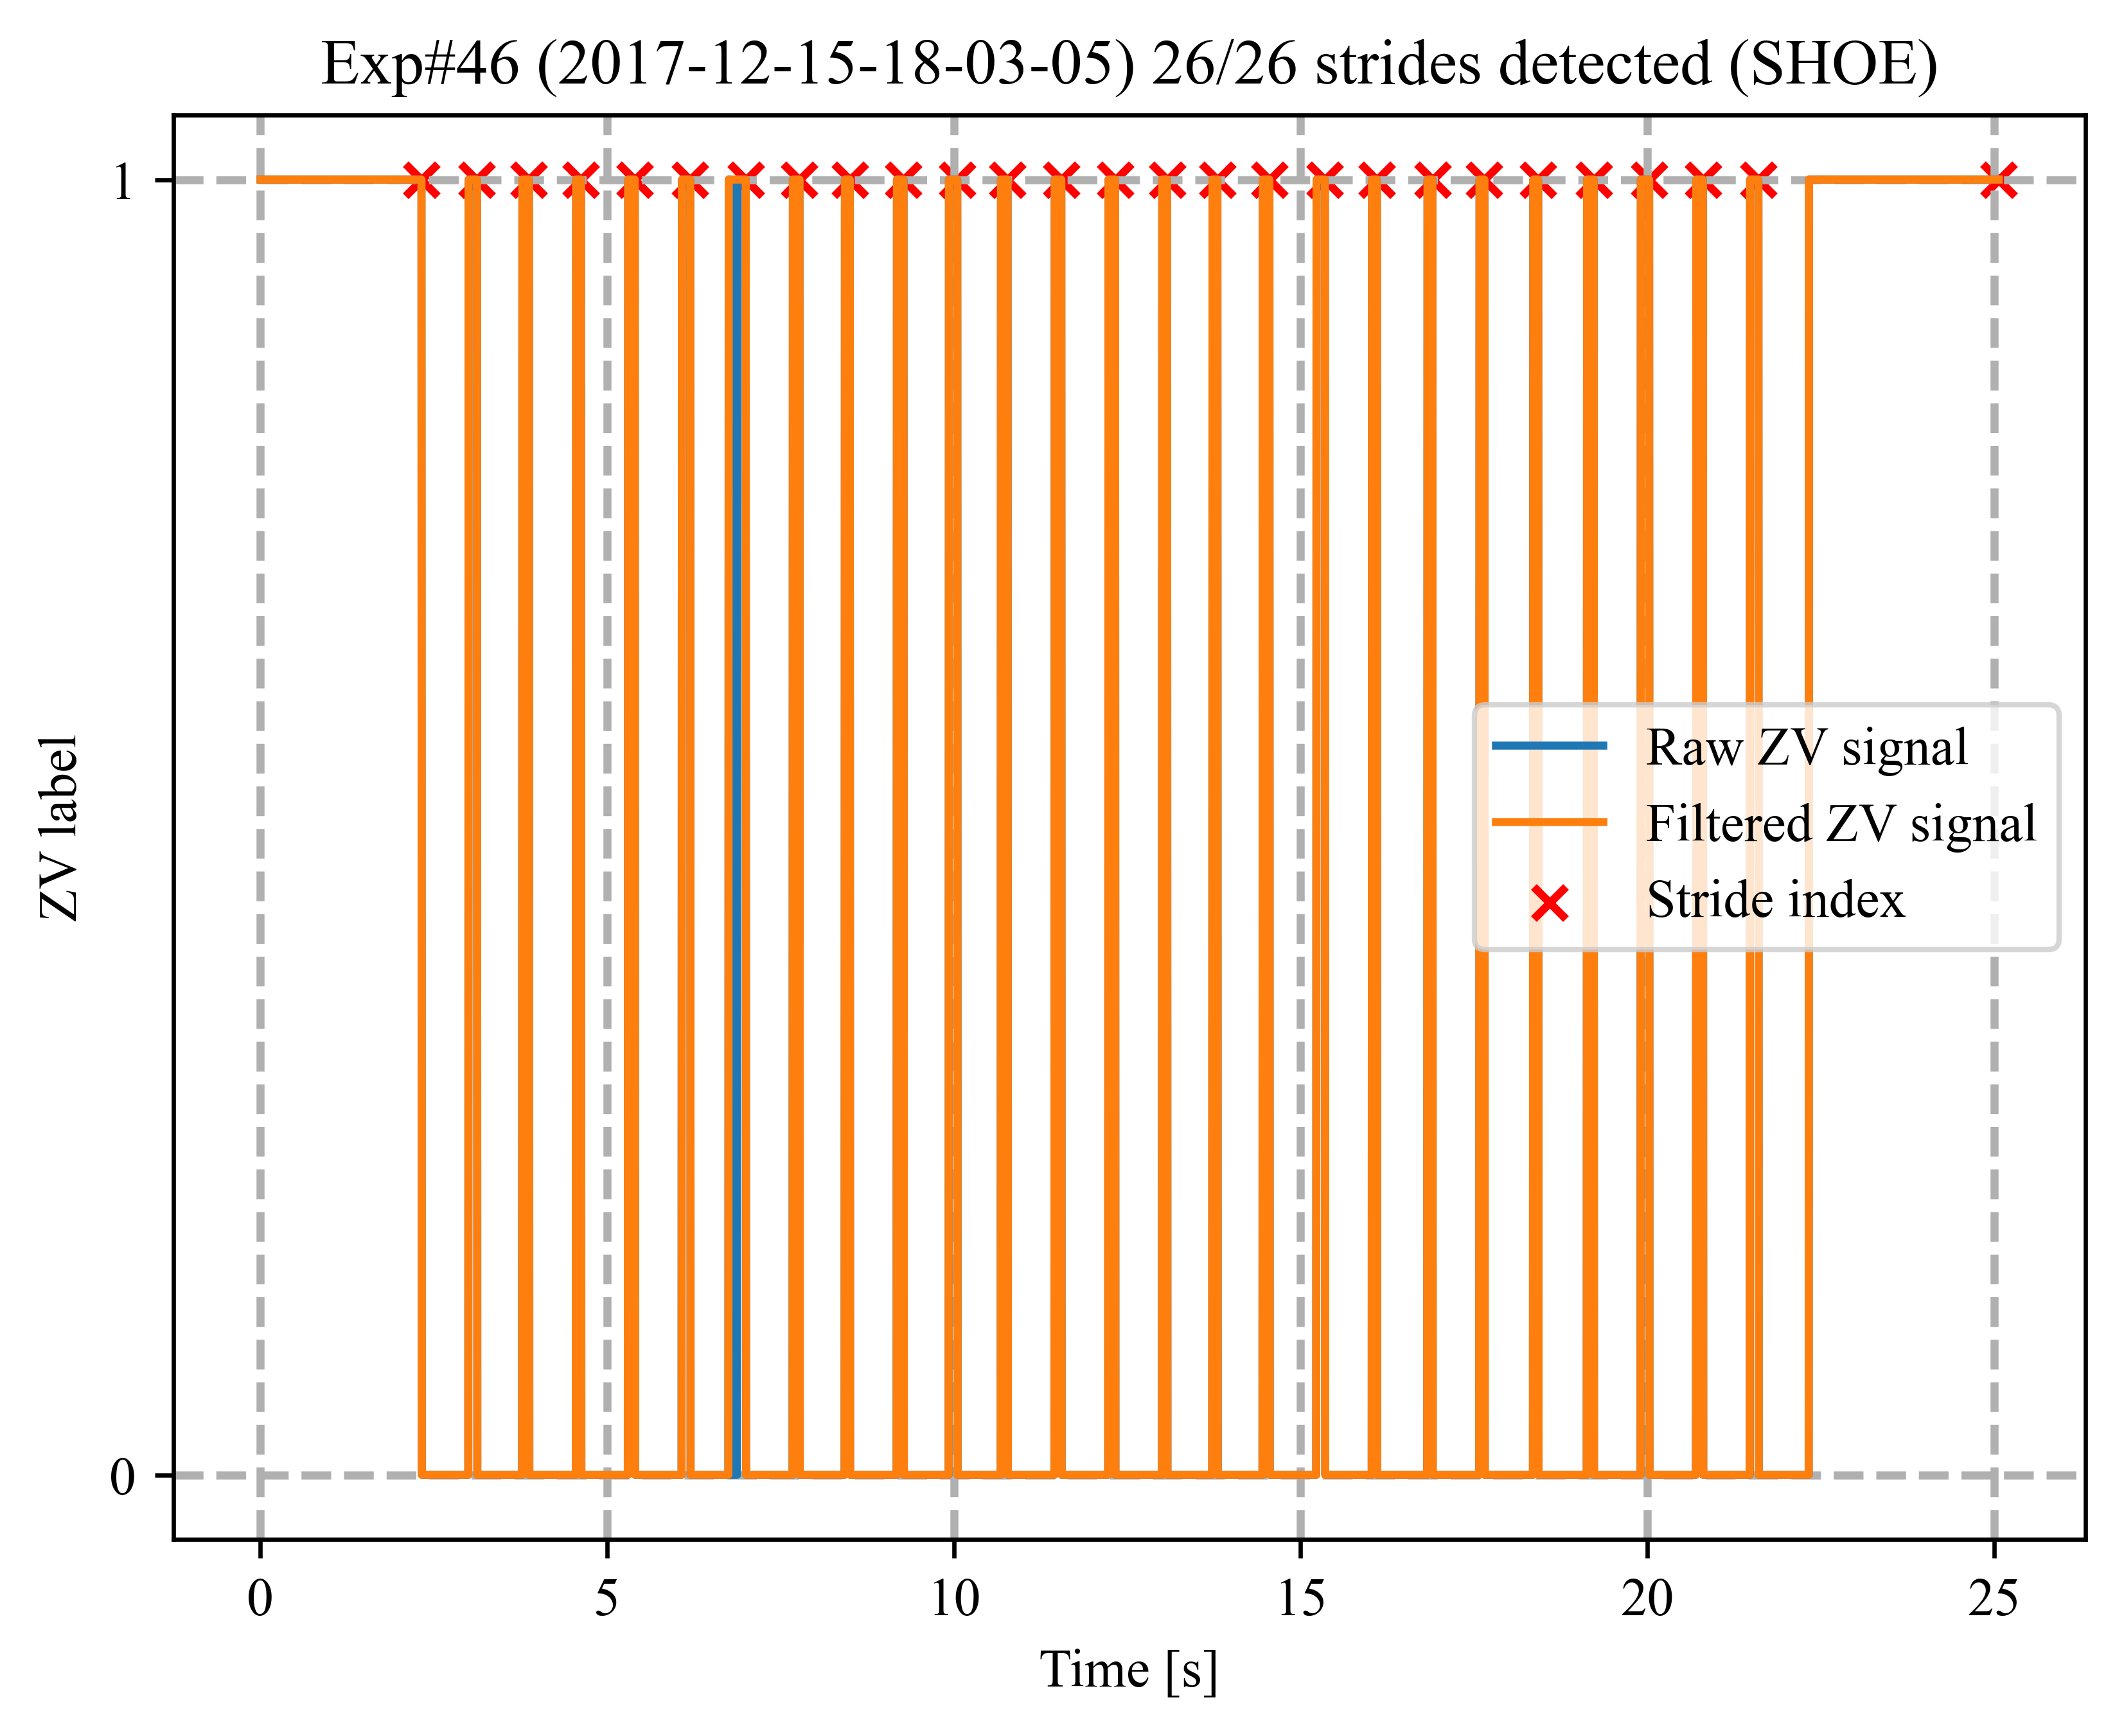 Exp#46 (2017-12-15-18-03-05) 26/26 strides detected (SHOE)
1
ZV label
Raw ZV signal
Filtered ZV signal
Stride index
0
0 5 10 15 20 25
Time [s]